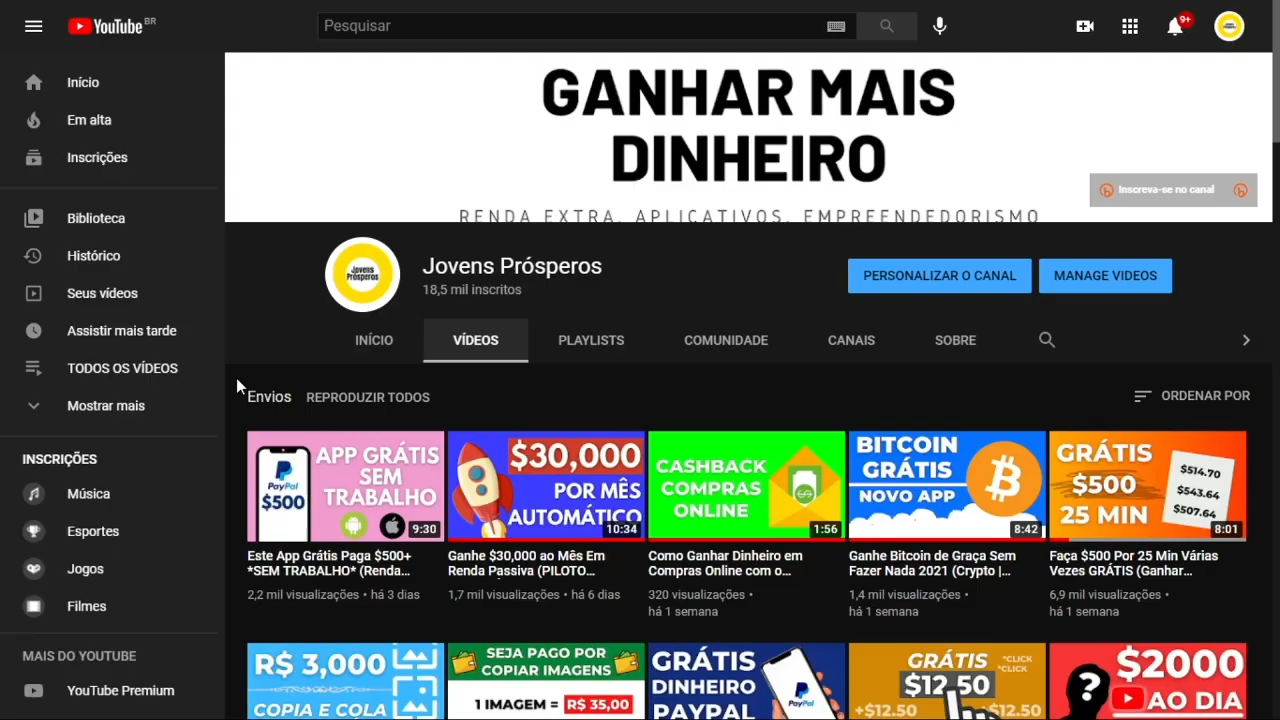 YouTube BR
Pesquisar
9+
Início
Em alta
Inscrições
Biblioteca
Histórico
Seus vídeos
Assistir mais tarde
TODOS OS VÍDEOS
Mostrar mais
INSCRIÇÕES
Música
Esportes
Jogos
Filmes
MAIS DO YOUTUBE
YouTube Premium
GANHAR MAIS
DINHEIRO
RENDA EXTRA, APLICATIVOS, EMPREENDEDORISMO
Inscreva-se no canal
Jovens
Prósperos
Jovens Prósperos
18,5 mil inscritos
PERSONALIZAR O CANAL
MANAGE VIDEOS
INÍCIO
VÍDEOS
PLAYLISTS
COMUNIDADE
CANAIS
SOBRE
Envios
REPRODUZIR TODOS
ORDENAR POR
PayPal
$500
APP GRÁTIS
SEM
TRABALHO
9:30
Este App Grátis Paga $500+
*SEM TRABALHO* (Renda...
2,2 mil visualizações • há 3 dias
$30,000
POR MÊS
AUTOMÁTICO
10:34
Ganhe $30,000 ao Mês Em
Renda Passiva (PILOTO...
1,7 mil visualizações • há 6 dias
CASHBACK
COMPRAS
ONLINE
1:56
Como Ganhar Dinheiro em
Compras Online com o...
320 visualizações •
há 1 semana
BITCOIN
GRÁTIS
NOVO APP
8:42
Ganhe Bitcoin de Graça Sem
Fazer Nada 2021 (Crypto |...
1,4 mil visualizações •
há 1 semana
GRÁTIS
$500
25 MIN
$514.70
$543.64
$507.64
8:01
Faça $500 Por 25 Min Várias
Vezes GRÁTIS (Ganhar...
6,9 mil visualizações •
há 1 semana
R$ 3,000
COPIA E COLA
SEJA PAGO POR
COPIAR IMAGENS
1 IMAGEM = R$ 35,00
GRÁTIS
DINHEIRO
PAYPAL
PayPal
GRÁTIS
$12.50
*CLICK
*CLICK
+$12.50
+$12.50
?
$2000
AO DIA